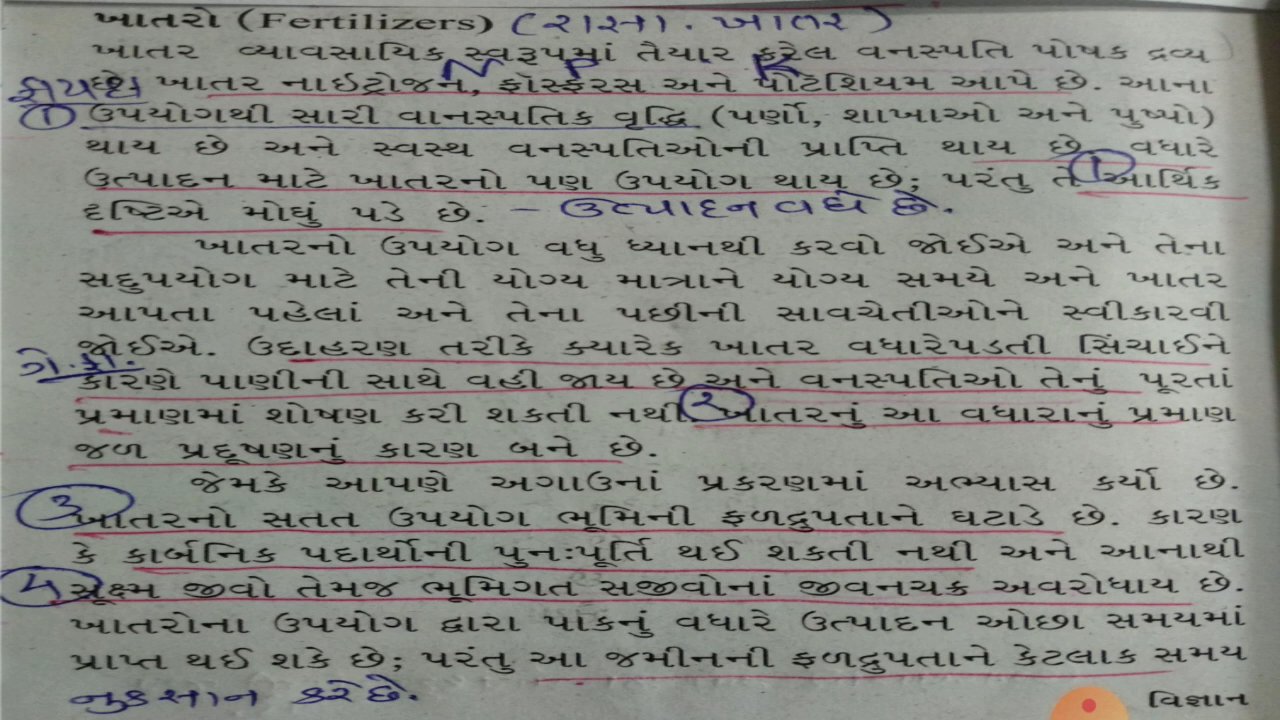 ખાતરો (Fertilizers) (રાસા. ખાતર)
ખાતર વ્યાવસાયિક સ્વરૂપમાં તૈયાર કરેલ વનસ્પતિ પોષક દ્રવ્ય
N P K
ફાયદા છે. ખાતર નાઈટ્રોજન, ફૉસ્ફરસ અને પોટૅશિયમ આપે છે. આના
① ઉપયોગથી સારી વાનસ્પતિક વૃદ્ધિ (પર્ણો, શાખાઓ અને પુષ્પો)
થાય છે અને સ્વસ્થ વનસ્પતિઓની પ્રાપ્તિ થાય છે. વધારે
ઉત્પાદન માટે ખાતરનો પણ ઉપયોગ થાય છે; પરંતુ તે ① આર્થિક
દૃષ્ટિએ મોઘું પડે છે. - ઉત્પાદન વધે છે.
ખાતરનો ઉપયોગ વધુ ધ્યાનથી કરવો જોઈએ અને તેના
સદુપયોગ માટે તેની યોગ્ય માત્રાને યોગ્ય સમયે અને ખાતર
આપતા પહેલાં અને તેના પછીની સાવચેતીઓને સ્વીકારવી
જોઈએ. ઉદાહરણ તરીકે ક્યારેક ખાતર વધારેપડતી સિંચાઈને
ગે.ફા. કારણે પાણીની સાથે વહી જાય છે અને વનસ્પતિઓ તેનું પૂરતાં
પ્રમાણમાં શોષણ કરી શકતી નથી. ② ખાતરનું આ વધારાનું પ્રમાણ
જળ પ્રદૂષણનું કારણ બને છે.
જેમકે આપણે અગાઉનાં પ્રકરણમાં અભ્યાસ કર્યો છે.
③ ખાતરનો સતત ઉપયોગ ભૂમિની ફળદ્રુપતાને ઘટાડે છે. કારણ
કે કાર્બનિક પદાર્થોની પુનઃપૂર્તિ થઈ શકતી નથી અને આનાથી
④ સૂક્ષ્મ જીવો તેમજ ભૂમિગત સજીવોનાં જીવનચક્ર અવરોધાય છે.
ખાતરોના ઉપયોગ દ્વારા પાકનું વધારે ઉત્પાદન ઓછા સમયમાં
પ્રાપ્ત થઈ શકે છે; પરંતુ આ જમીનની ફળદ્રુપતાને કેટલાક સમય
નુકસાન કરે છે.
વિજ્ઞાન